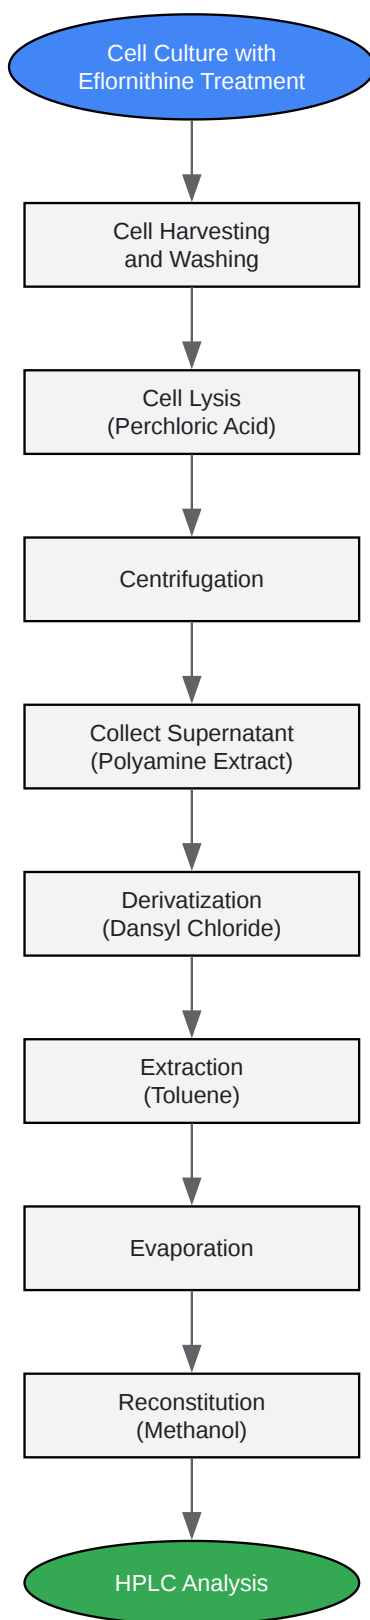 Cell Culture with
Eflornithine Treatment
Cell Harvesting
and Washing
Cell Lysis
(Perchloric Acid)
Centrifugation
Collect Supernatant
(Polyamine Extract)
Derivatization
(Dansyl Chloride)
Extraction
(Toluene)
Evaporation
Reconstitution
(Methanol)
HPLC Analysis